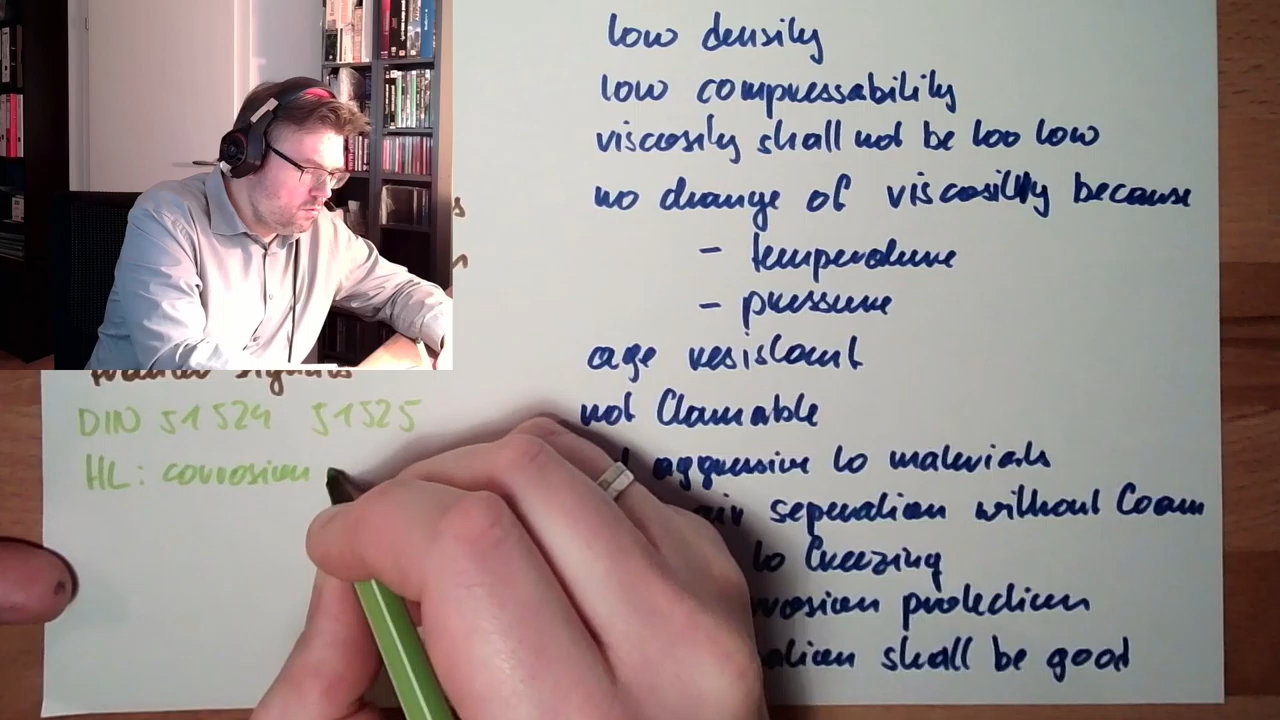 low density
low compressability
viscosity shall not be too low
no change of viscosity because
- temperature
- pressure
age resistant
not flamable
aggressive to materials
air seperation without foam
to freezing
protection
shall be good
DIN 51524 51525
HL: corrosion